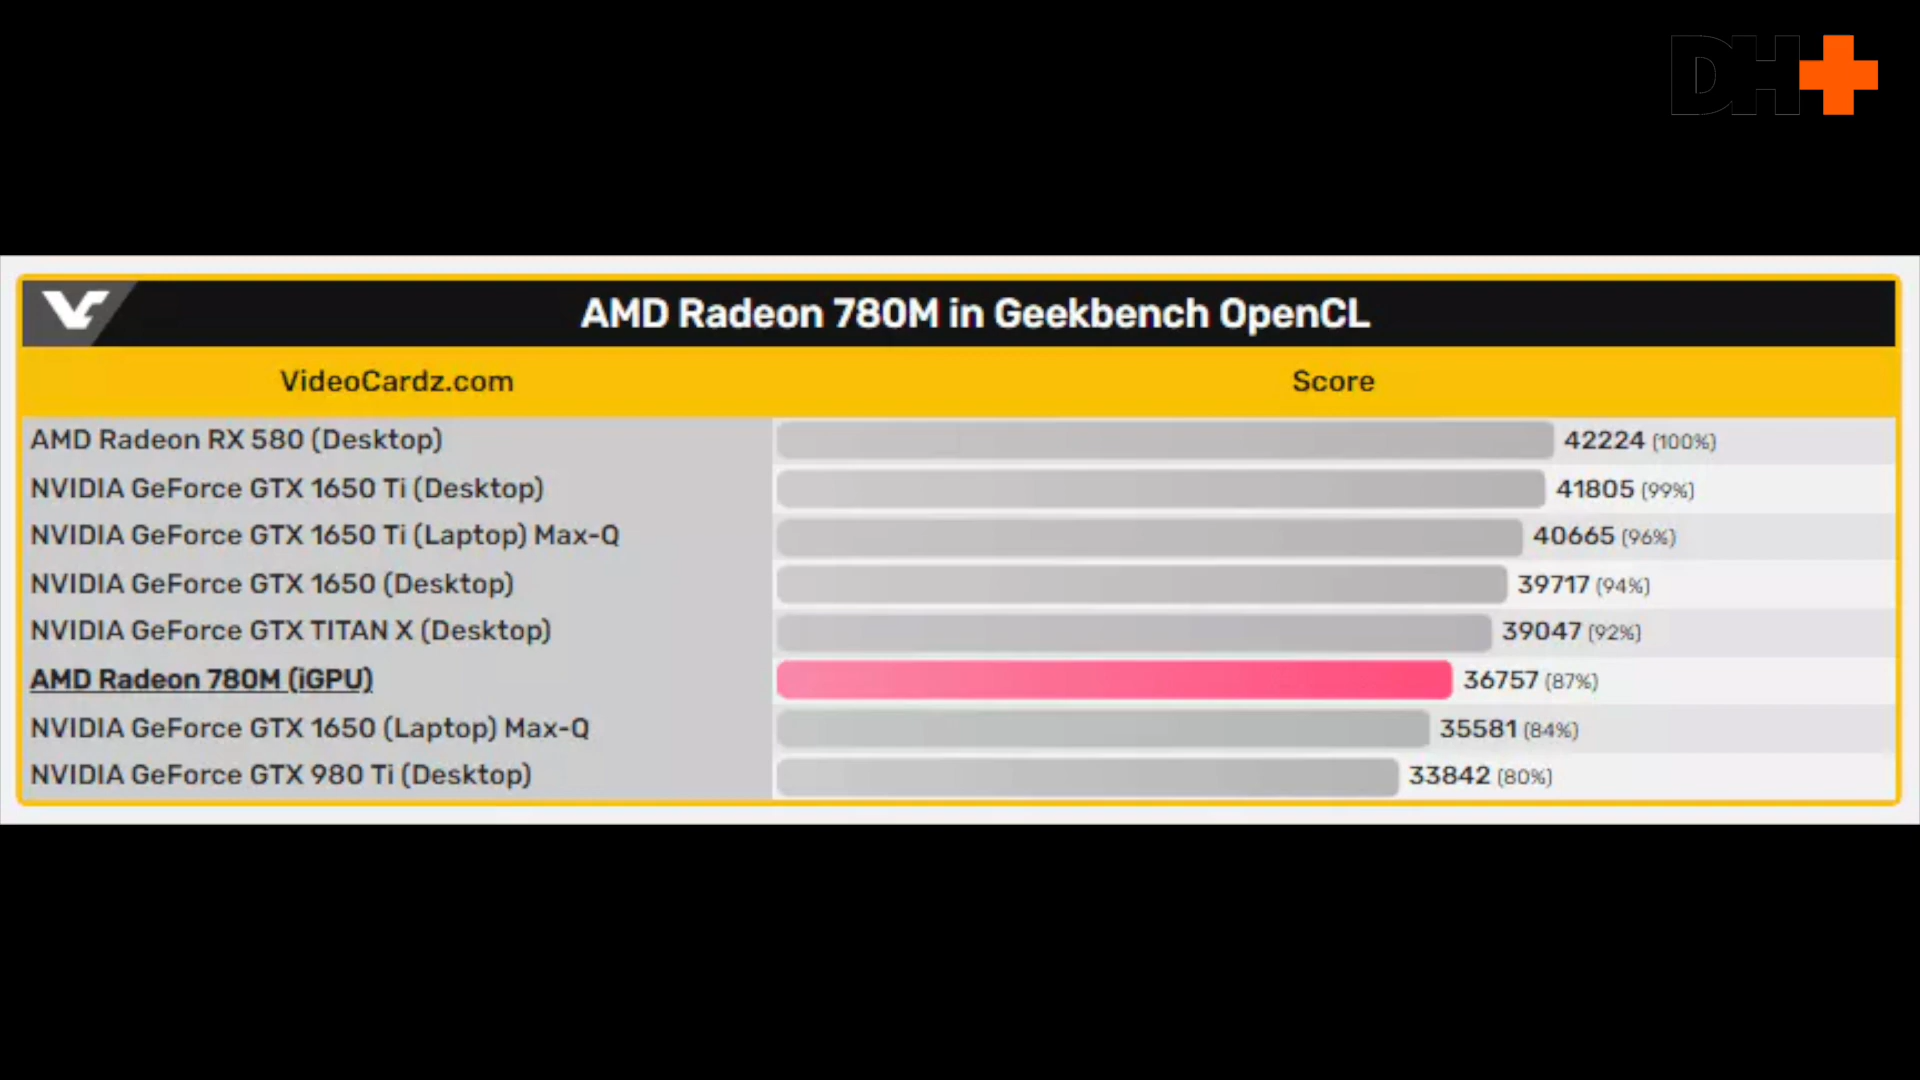 DH+
AMD Radeon 780M in Geekbench OpenCL
VideoCardz.com Score
AMD Radeon RX 580 (Desktop) 42224 (100%)
NVIDIA GeForce GTX 1650 Ti (Desktop) 41805 (99%)
NVIDIA GeForce GTX 1650 Ti (Laptop) Max-Q 40665 (96%)
NVIDIA GeForce GTX 1650 (Desktop) 39717 (94%)
NVIDIA GeForce GTX TITAN X (Desktop) 39047 (92%)
AMD Radeon 780M (iGPU) 36757 (87%)
NVIDIA GeForce GTX 1650 (Laptop) Max-Q 35581 (84%)
NVIDIA GeForce GTX 980 Ti (Desktop) 33842 (80%)